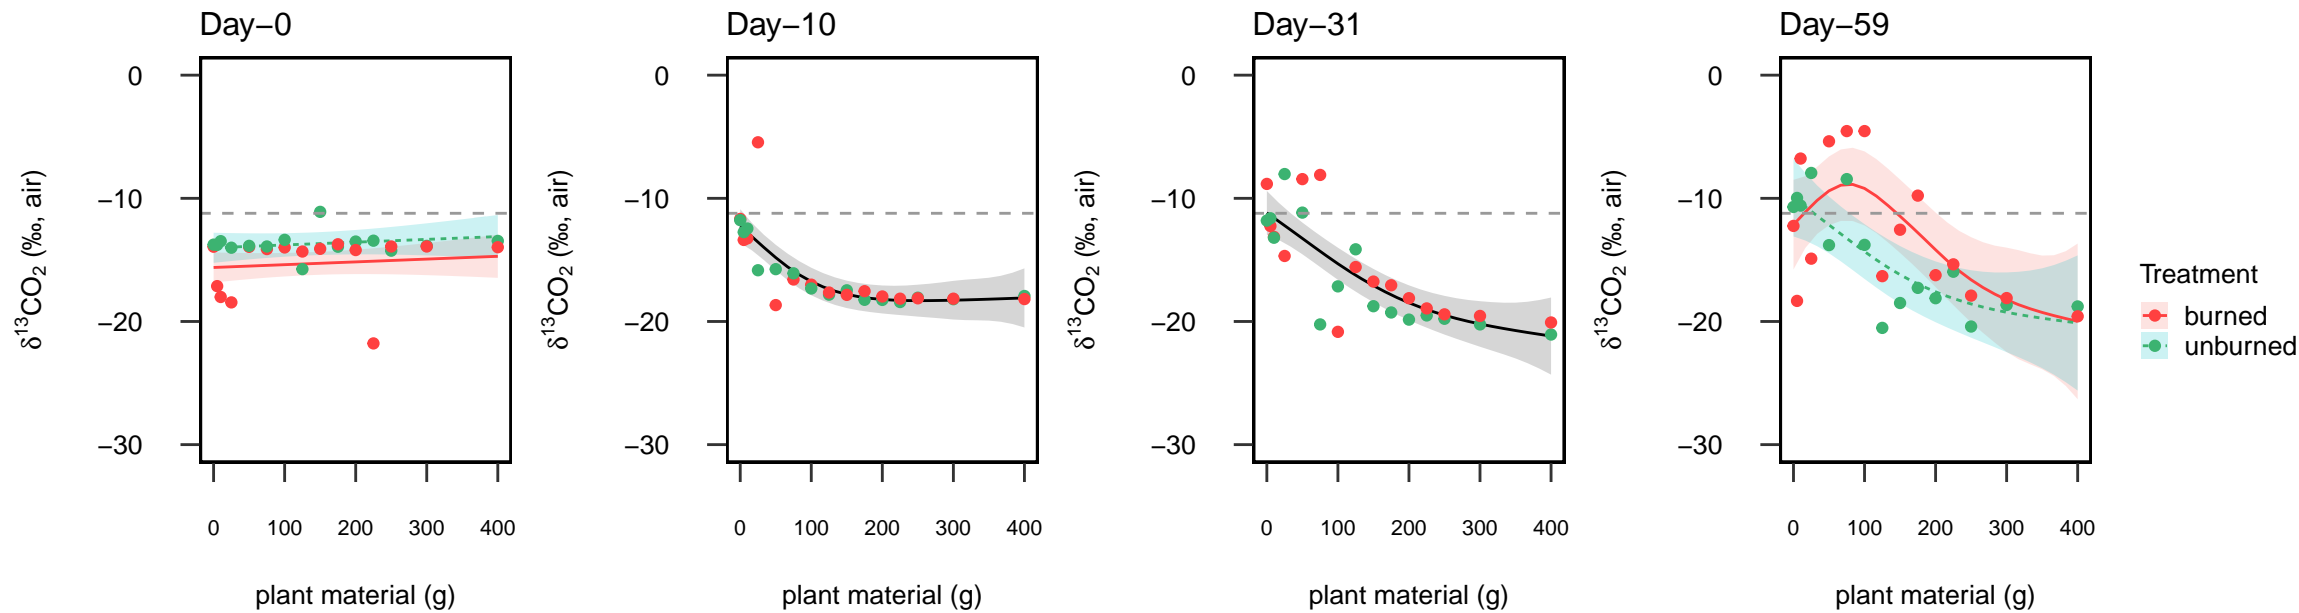 Day−0
Day−10
Day−31
Day−59
0
−10
−20
−30
δ¹³CO₂ (‰, air)
0
100
200
300
400
plant material (g)
0
−10
−20
−30
δ¹³CO₂ (‰, air)
0
100
200
300
400
plant material (g)
0
−10
−20
−30
δ¹³CO₂ (‰, air)
0
100
200
300
400
plant material (g)
0
−10
−20
−30
δ¹³CO₂ (‰, air)
0
100
200
300
400
plant material (g)
Treatment
burned
unburned